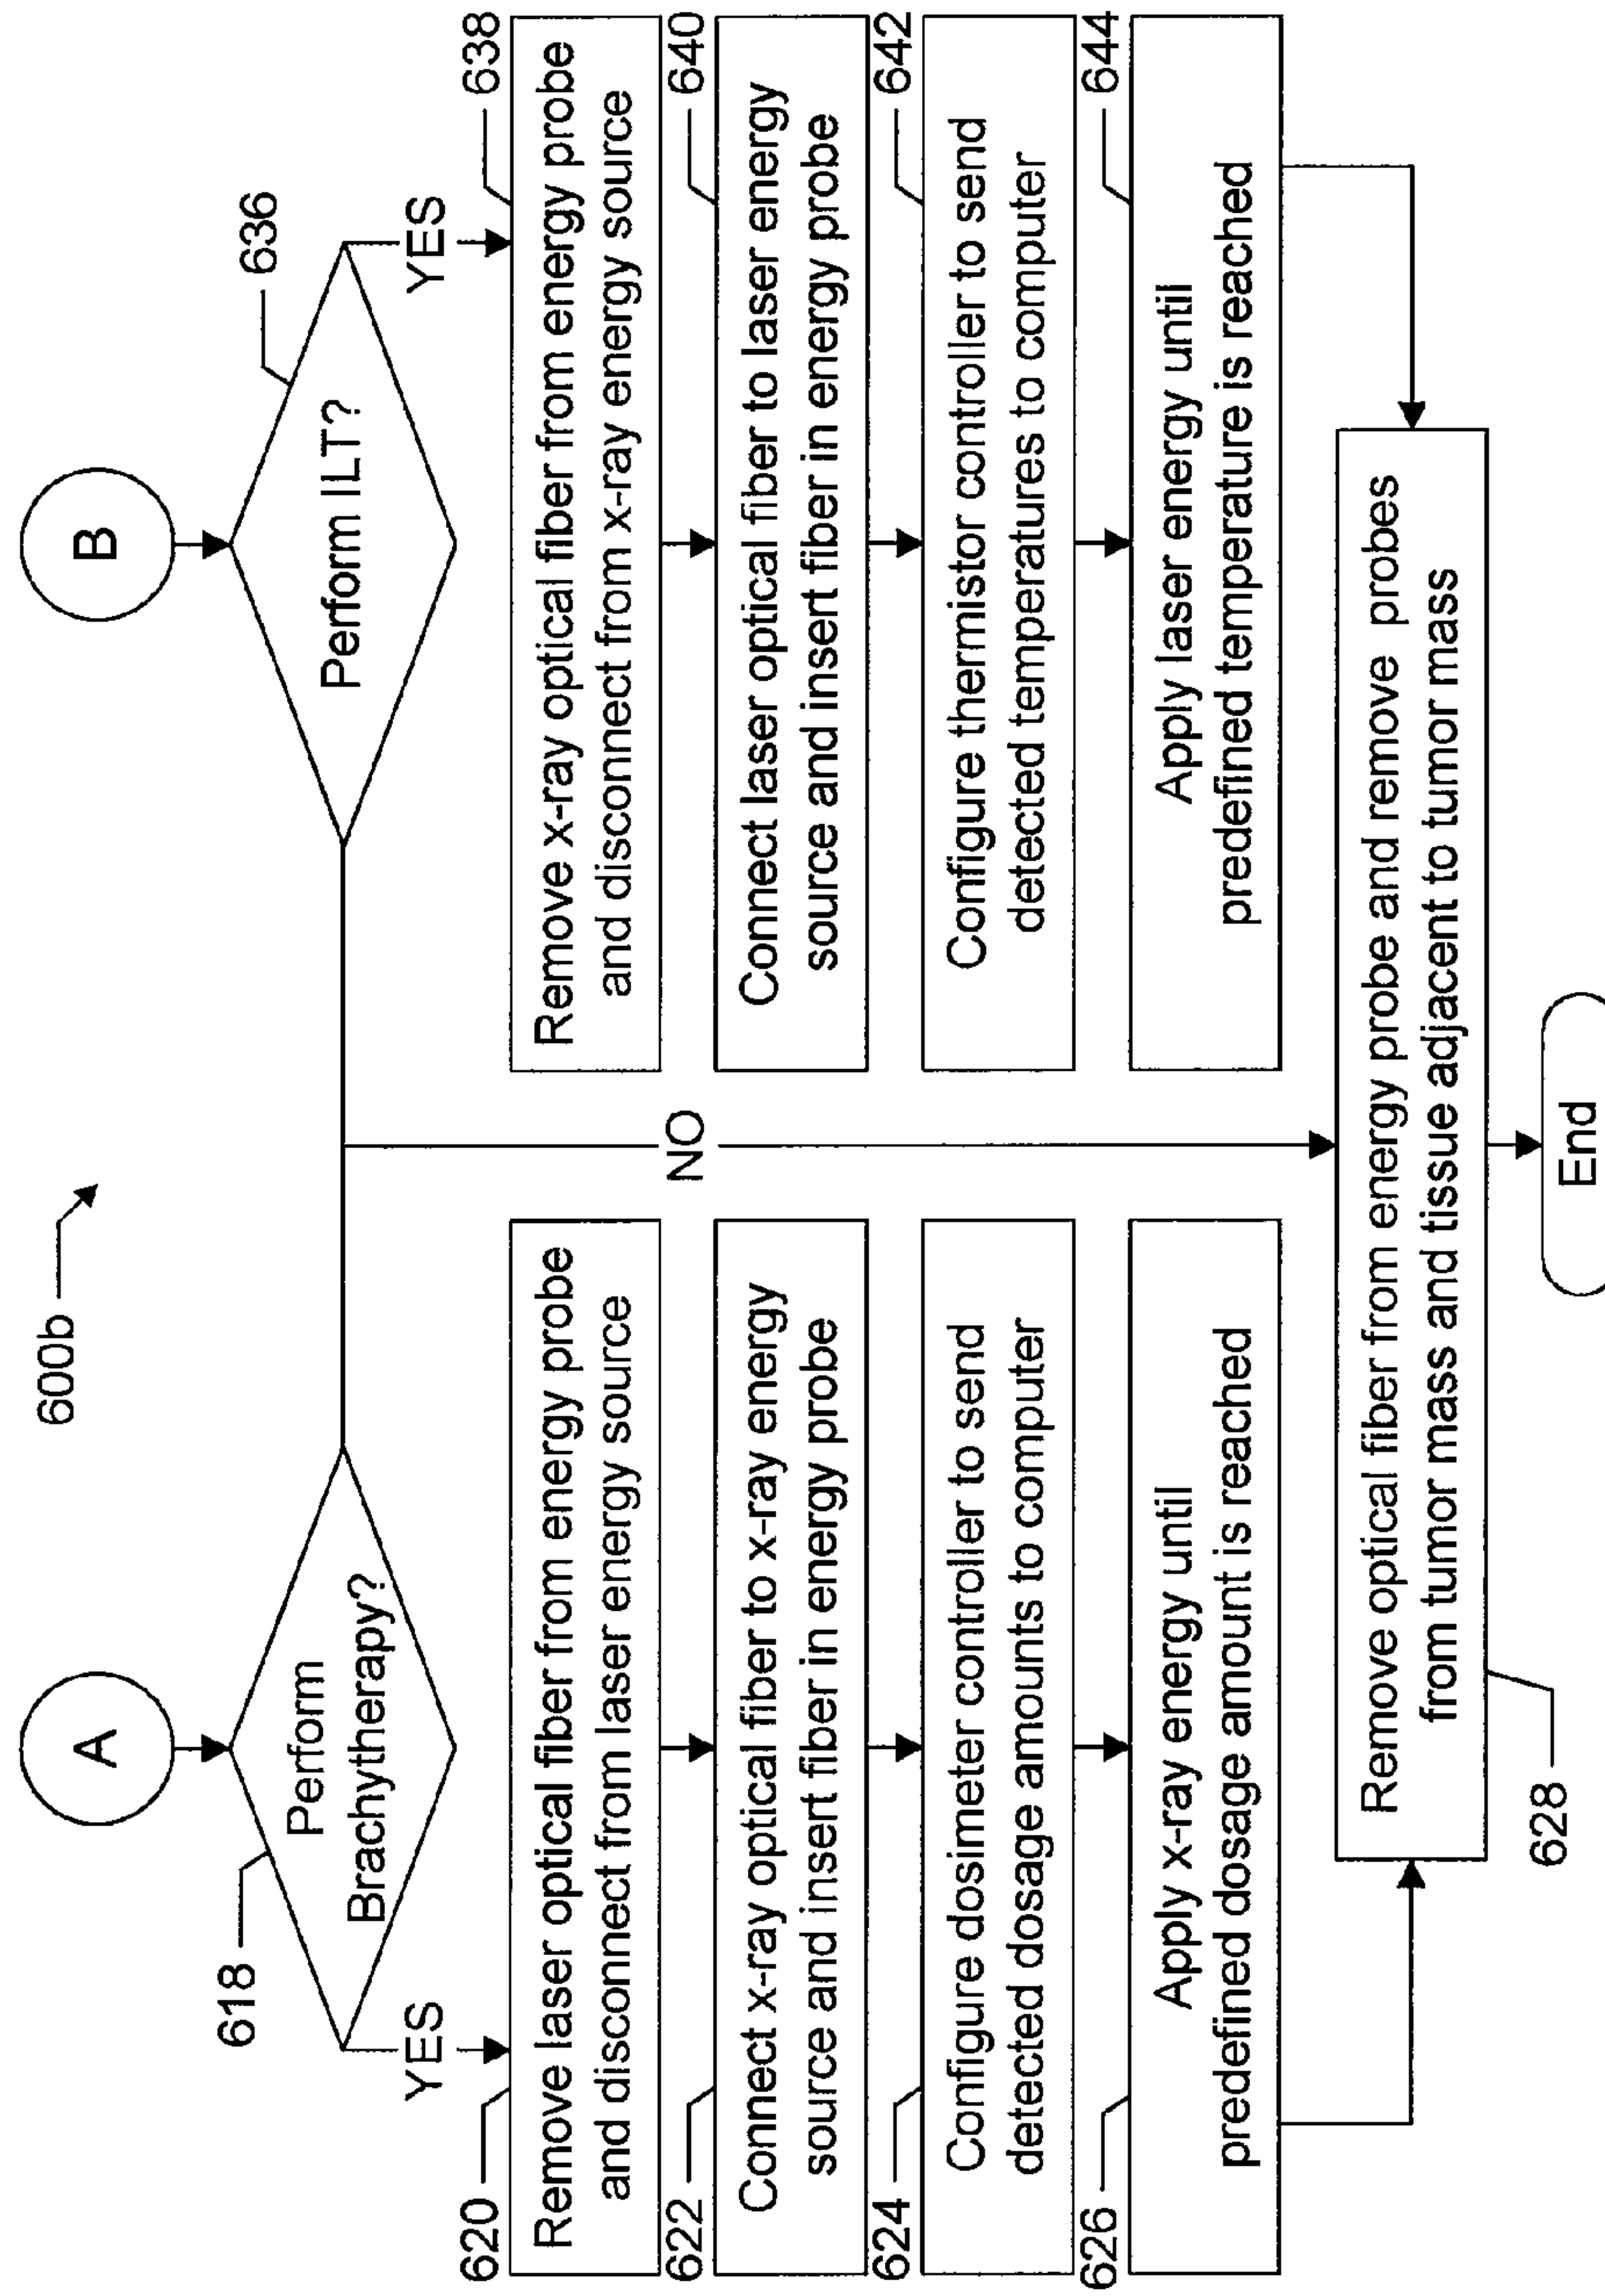 600b
A
618
Perform
Brachytherapy?
YES
620
Remove laser optical fiber from energy probe
and disconnect from laser energy source
622
Connect x-ray optical fiber to x-ray energy
source and insert fiber in energy probe
624
Configure dosimeter controller to send
detected dosage amounts to computer
626
Apply x-ray energy until
predefined dosage amount is reached
NO
B
636
Perform ILT?
YES
638
Remove x-ray optical fiber from energy probe
and disconnect from x-ray energy source
640
Connect laser optical fiber to laser energy
source and insert fiber in energy probe
642
Configure thermistor controller to send
detected temperatures to computer
644
Apply laser energy until
predefined temperature is reached
628
Remove optical fiber from energy probe and remove probes
from tumor mass and tissue adjacent to tumor mass
End